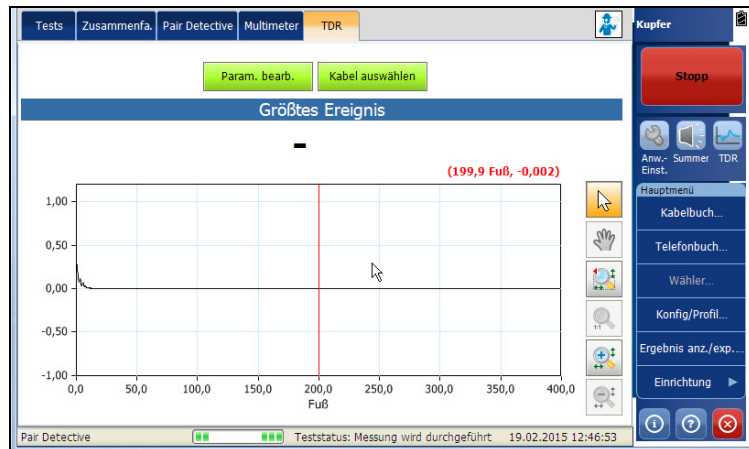 Tests
Zusammenfa.
Pair Detective
Multimeter
TDR
Param. bearb.
Kabel auswählen
Größtes Ereignis
-
(199,9 Fuß, -0,002)
1,00
0,50
0,00
-0,50
-1,00
0,0 50,0 100,0 150,0 200,0 250,0 300,0 350,0 400,0
Fuß
1:1
Pair Detective
Teststatus: Messung wird durchgeführt
19.02.2015 12:46:53
Kupfer
Stopp
Anw.- Einst.
Summer
TDR
Hauptmenü
Kabelbuch...
Telefonbuch...
Wähler...
Konfig/Profil...
Ergebnis anz./exp....
Einrichtung